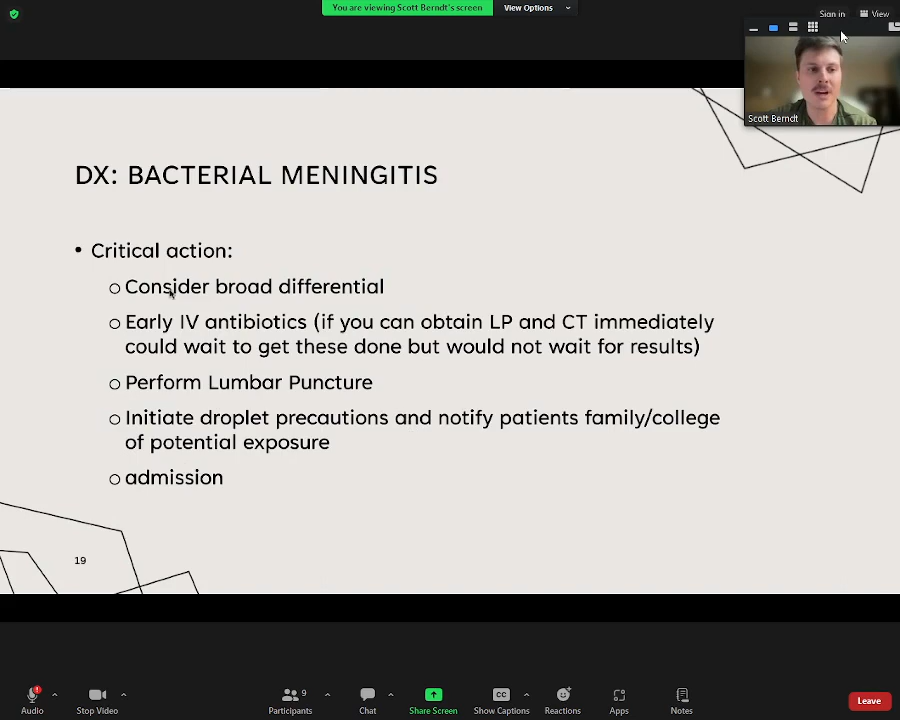 You are viewing Scott Berndt's screen
View Options
Sign in
View
Scott Berndt
DX: BACTERIAL MENINGITIS
• Critical action:
o Consider broad differential
o Early IV antibiotics (if you can obtain LP and CT immediately
could wait to get these done but would not wait for results)
o Perform Lumbar Puncture
o Initiate droplet precautions and notify patients family/college
of potential exposure
o admission
19
Audio
Stop Video
9
Participants
Chat
Share Screen
CC
Show Captions
Reactions
Apps
Notes
Leave